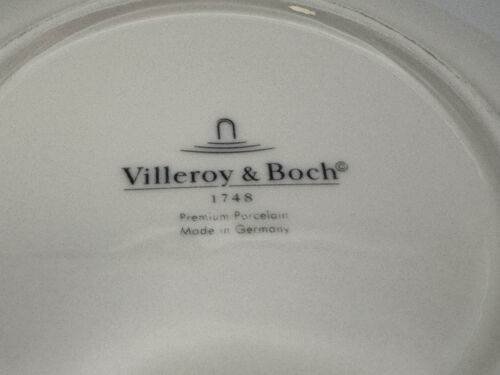 Villeroy & Boch©
1748
Premium Porcelain
Made in Germany